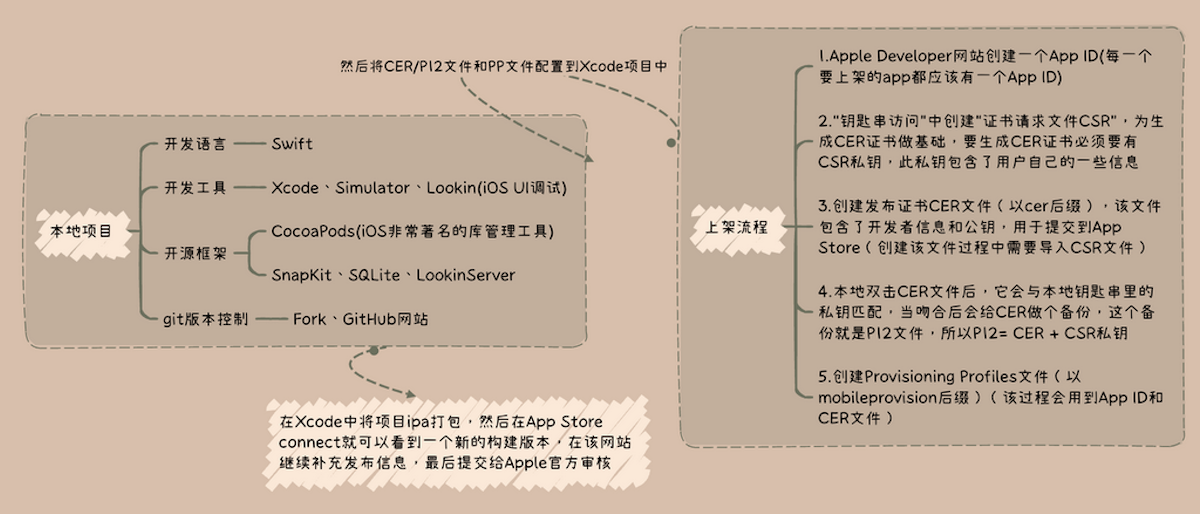 然后将CER/P12文件和PP文件配置到Xcode项目中
本地项目
开发语言
Swift
开发工具
Xcode、Simulator、Lookin(iOS UI调试)
开源框架
CocoaPods(iOS非常著名的库管理工具)
SnapKit、SQLite、LookinServer
git版本控制
Fork、GitHub网站
在Xcode中将项目ipa打包，然后在App Store
connect就可以看到一个新的构建版本，在该网站
继续补充发布信息，最后提交给Apple官方审核
上架流程
1.Apple Developer网站创建一个App ID(每一个
要上架的app都应该有一个App ID)
2."钥匙串访问"中创建"证书请求文件CSR"，为生
成CER证书做基础，要生成CER证书必须要有
CSR私钥，此私钥包含了用户自己的一些信息
3.创建发布证书CER文件（以cer后缀），该文件
包含了开发者信息和公钥，用于提交到App
Store（创建该文件过程中需要导入CSR文件）
4.本地双击CER文件后，它会与本地钥匙串里的
私钥匹配，当吻合后会给CER做个备份，这个备
份就是P12文件，所以P12= CER + CSR私钥
5.创建Provisioning Profiles文件（以
mobileprovision后缀）（该过程会用到App ID和
CER文件）